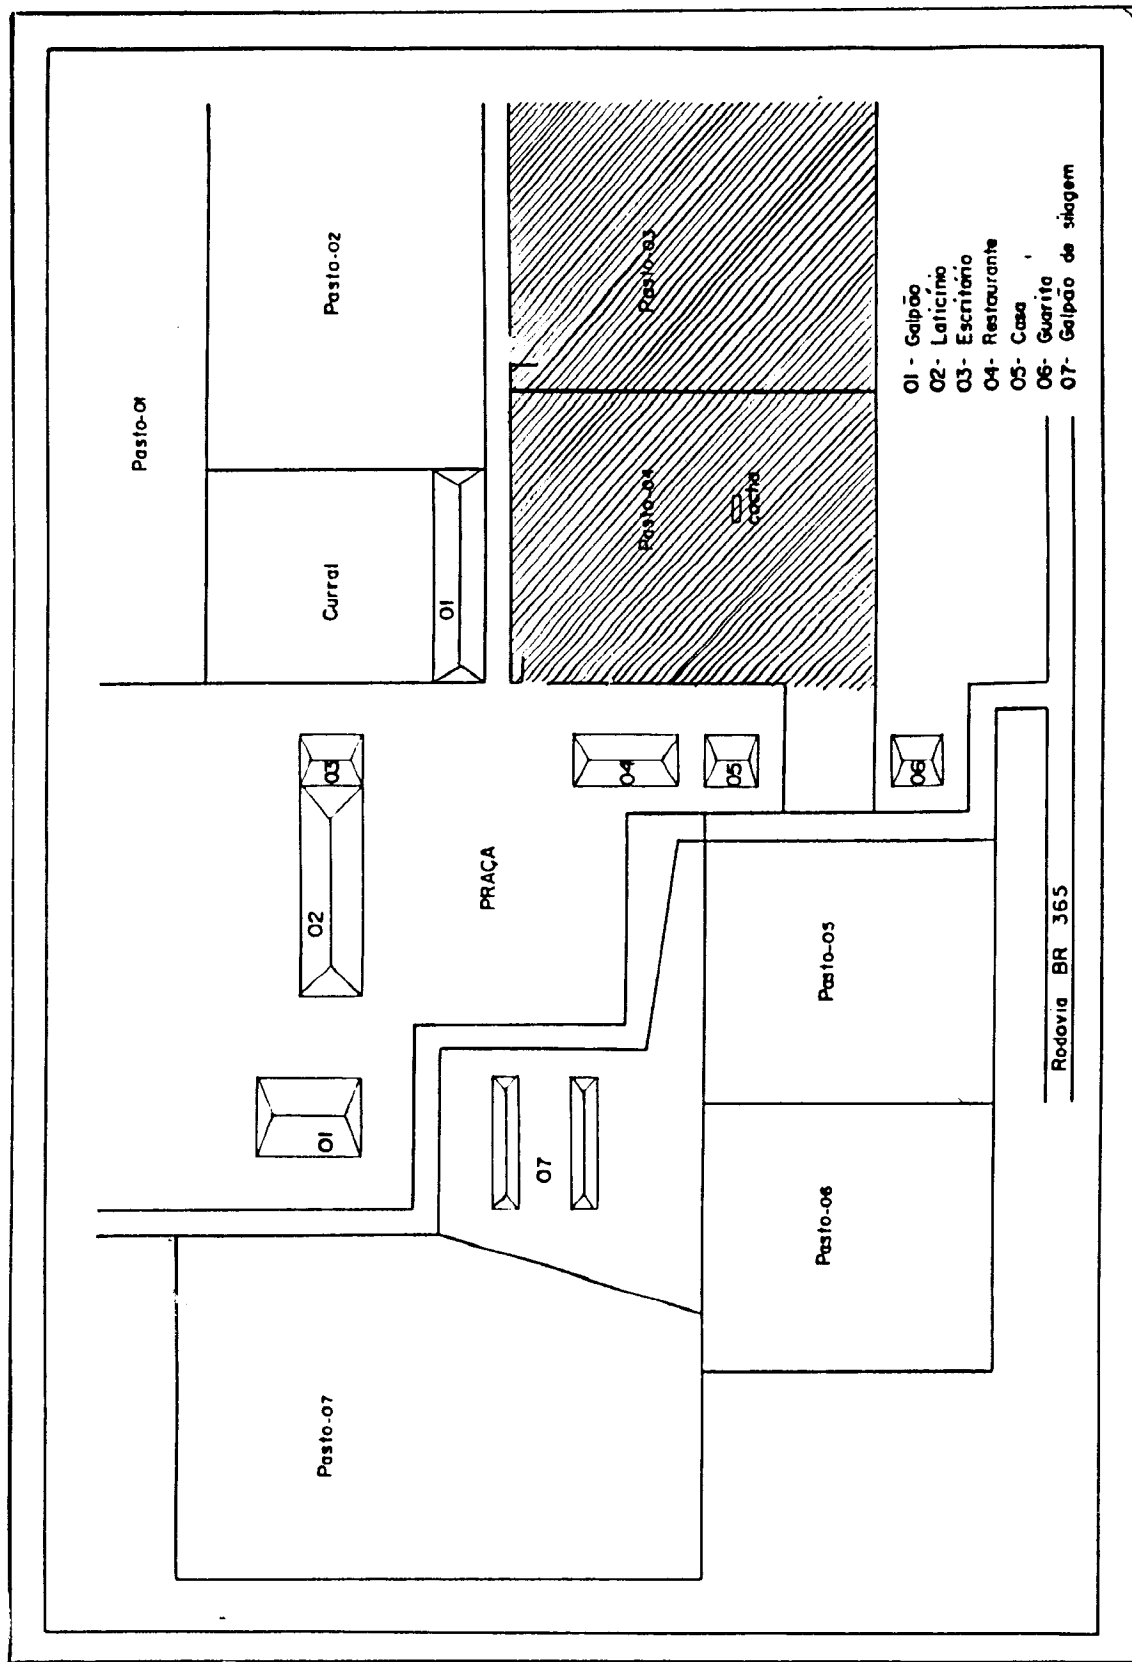 Pasto-01
Pasto-02
Curral
01
Pasto-03
Pasto-04
cocho
03
02
01
PRAÇA
04
05
06
07
Pasto-07
Pasto-05
Pasto-06
01 - Galpão
02- Laticínio
03- Escritório
04- Restaurante
05- Casa
06- Guarita
07- Galpão de silagem
Rodovia BR 365